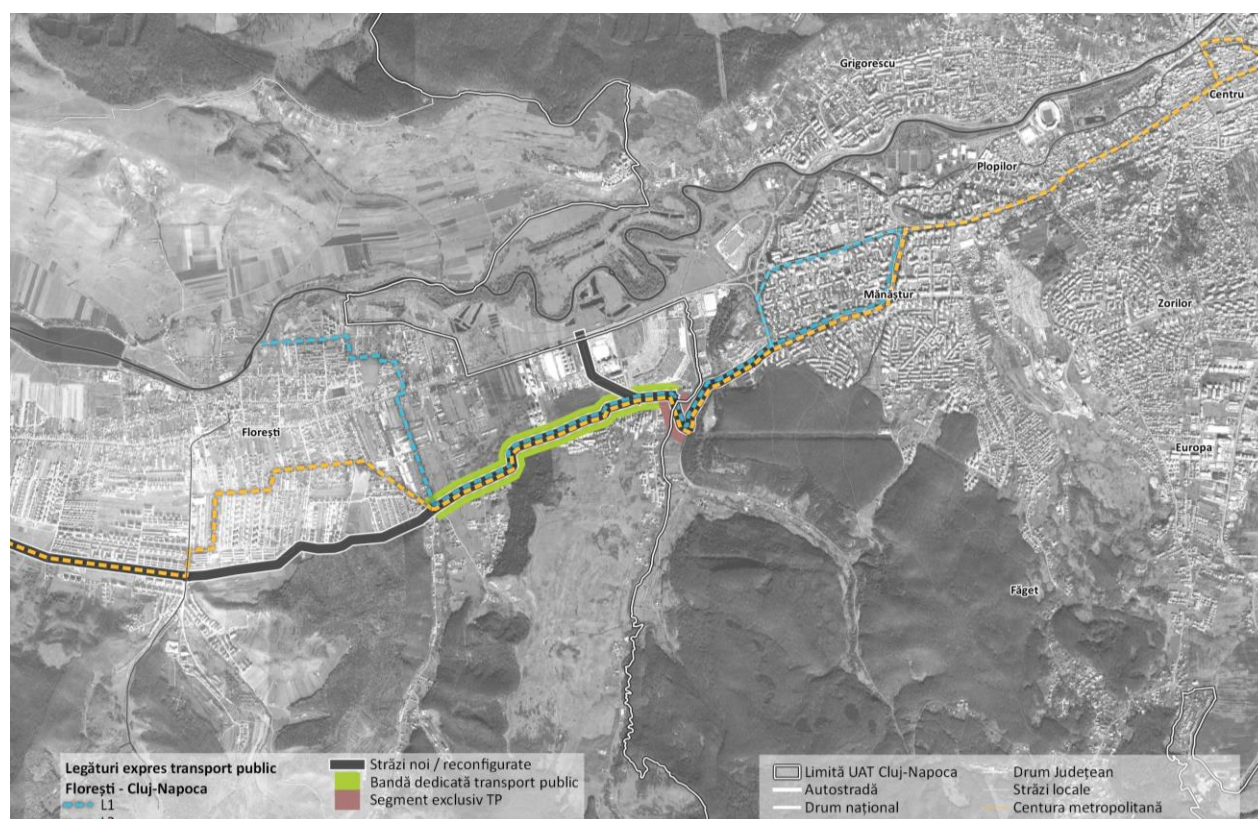 Grigorescu
Centru
Plopilor
Mănăștur
Zorilor
Florești
Europa
Făget
Legături expres transport public
Florești - Cluj-Napoca
L1
Străzi noi / reconfigurate
Bandă dedicată transport public
Segment exclusiv TP
Limită UAT Cluj-Napoca
Autostradă
Drum național
Drum Județean
Străzi locale
Centura metropolitană